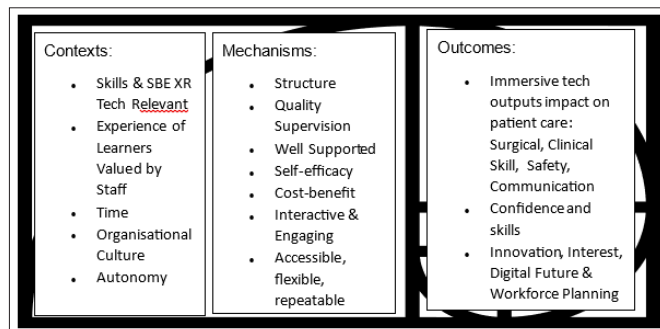 Contexts:
• Skills & SBE XR
Tech Relevant
• Experience of
Learners
Valued by
Staff
• Time
• Organisational
Culture
• Autonomy
Mechanisms:
• Structure
• Quality
Supervision
• Well Supported
• Self-efficacy
• Cost-benefit
• Interactive &
Engaging
• Accessible,
flexible,
repeatable
Outcomes:
• Immersive tech
outputs impact on
patient care:
Surgical, Clinical
Skill, Safety,
Communication
• Confidence and
skills
• Innovation, Interest,
Digital Future &
Workforce Planning